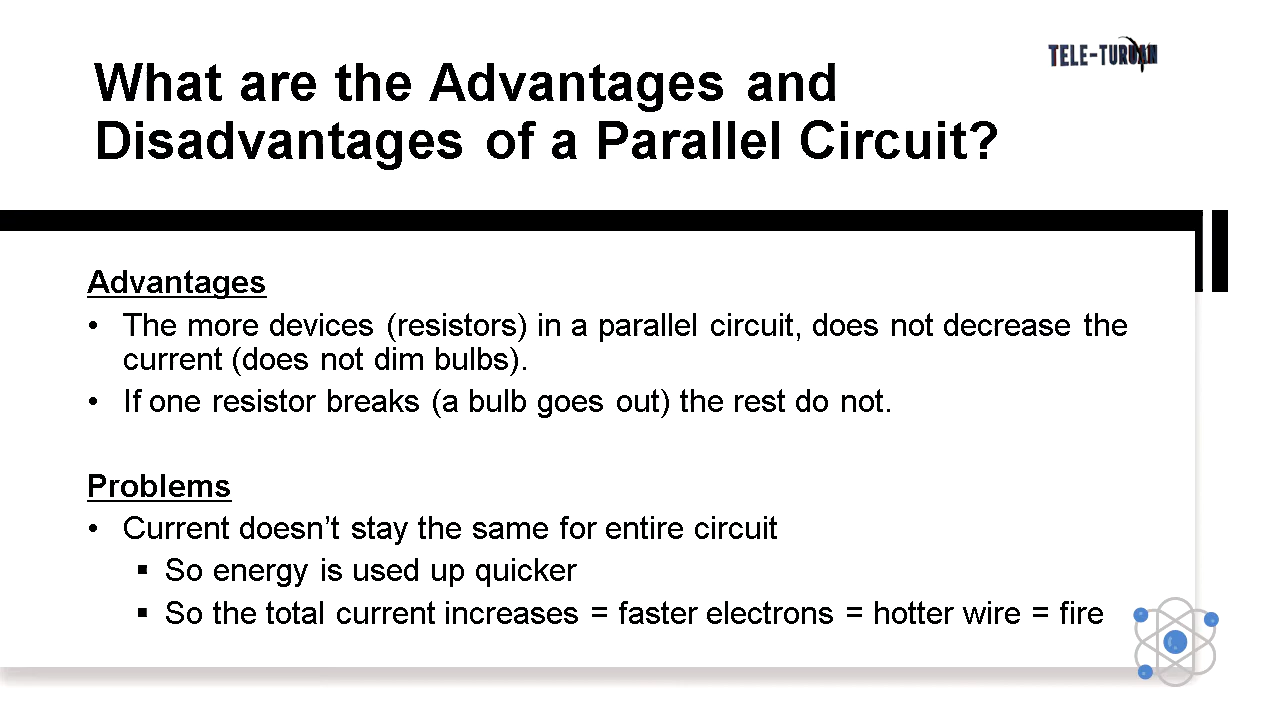 TELE-TURQAN
What are the Advantages and
Disadvantages of a Parallel Circuit?
Advantages
• The more devices (resistors) in a parallel circuit, does not decrease the
current (does not dim bulbs).
• If one resistor breaks (a bulb goes out) the rest do not.
Problems
• Current doesn’t stay the same for entire circuit
▪ So energy is used up quicker
▪ So the total current increases = faster electrons = hotter wire = fire